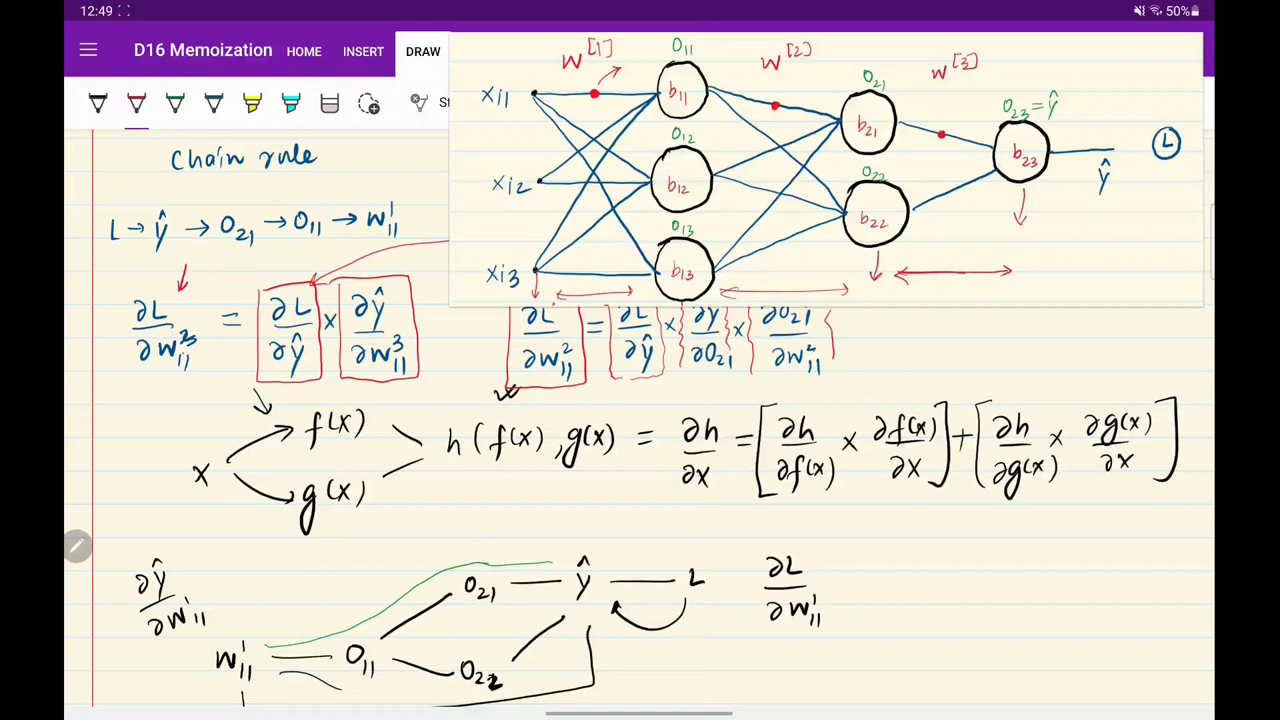 12:49
50%
D16 Memoization HOME INSERT DRAW
W[1] O11 W[2] W[3]
xi1 b11 O21 O23=ŷ
b21 b23 ŷ L
O12
xi2 b12 O22
b22
O13
xi3 b13
Chain rule
L → ŷ → O21 → O11 → W¹11
∂L/∂W³11 = ∂L/∂ŷ × ∂ŷ/∂W³11
∂L/∂W²11 = ∂L/∂ŷ × ∂ŷ/∂O21 × ∂O21/∂W²11
x f(x) g(x) h(f(x), g(x) = ∂h/∂x = [∂h/∂f(x) × ∂f(x)/∂x] + [∂h/∂g(x) × ∂g(x)/∂x]
∂ŷ/∂W¹11
O21 — ŷ — L
∂L/∂W¹11
W¹11 — O11 — O22